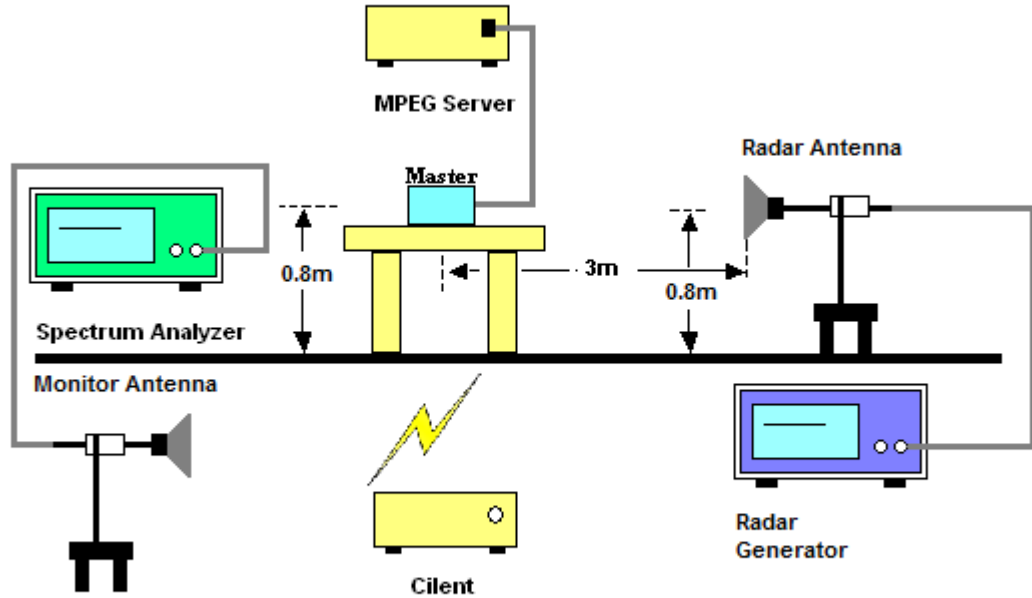 MPEG Server
Radar Antenna
Master
3m
0.8m
0.8m
Spectrum Analyzer
Monitor Antenna
Radar
Generator
Cilent